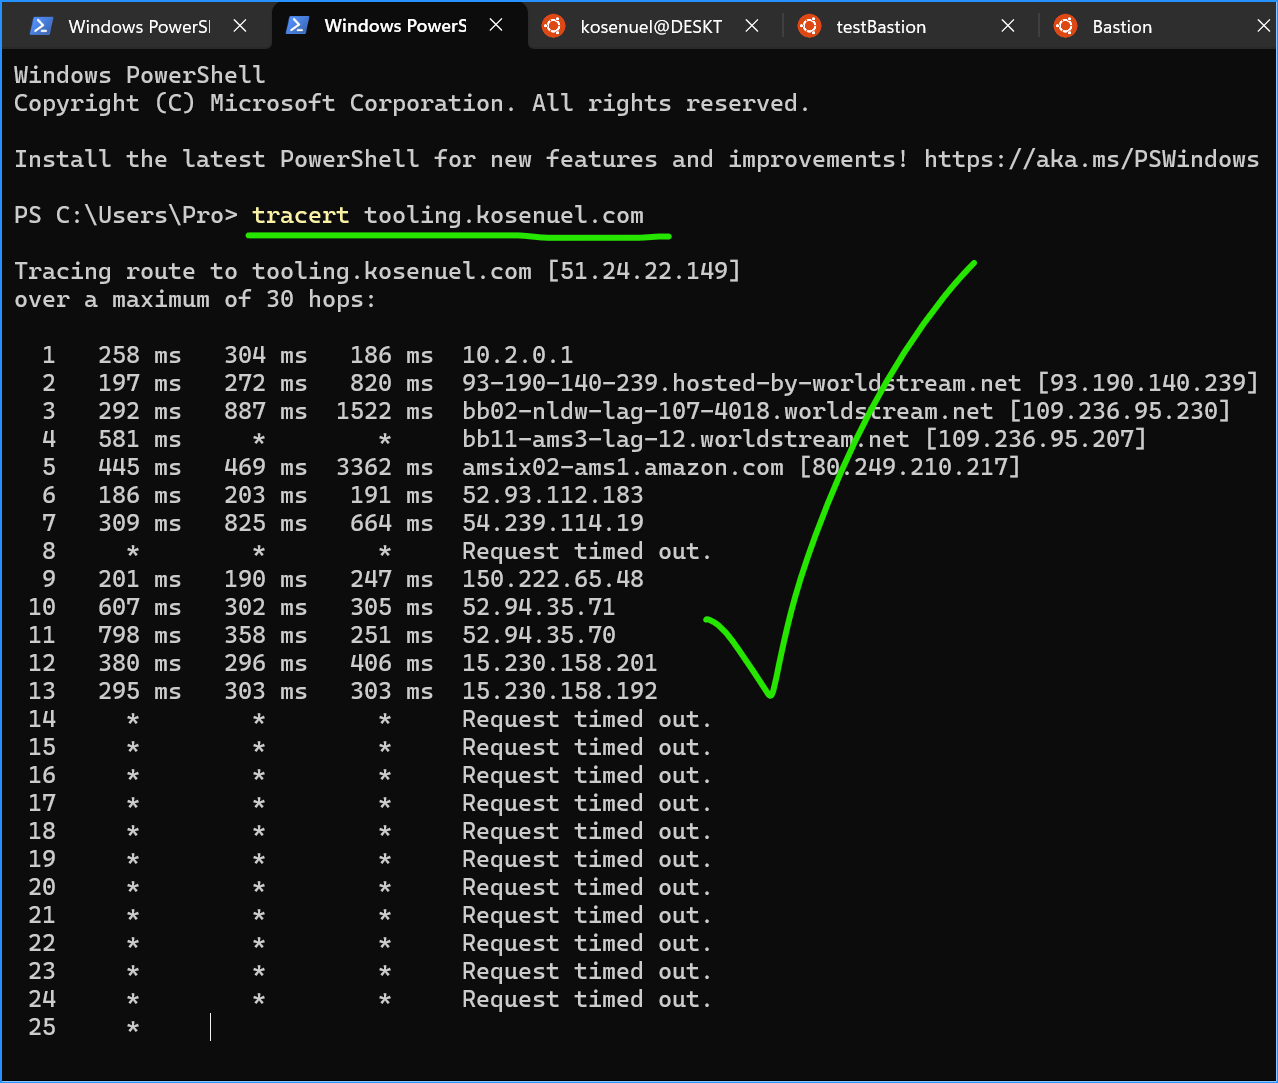 Windows PowerSl
Windows PowerS
kosenuel@DESKT
testBastion
Bastion
Windows PowerShell
Copyright (C) Microsoft Corporation. All rights reserved.
Install the latest PowerShell for new features and improvements! https://aka.ms/PSWindows
PS C:\Users\Pro> tracert tooling.kosenuel.com
Tracing route to tooling.kosenuel.com [51.24.22.149]
over a maximum of 30 hops:
1 258 ms 304 ms 186 ms 10.2.0.1
2 197 ms 272 ms 820 ms 93-190-140-239.hosted-by-worldstream.net [93.190.140.239]
3 292 ms 887 ms 1522 ms bb02-nldw-lag-107-4018.worldstream.net [109.236.95.230]
4 581 ms * * bb11-ams3-lag-12.worldstream.net [109.236.95.207]
5 445 ms 469 ms 3362 ms amsix02-ams1.amazon.com [80.249.210.217]
6 186 ms 203 ms 191 ms 52.93.112.183
7 309 ms 825 ms 664 ms 54.239.114.19
8 * * * Request timed out.
9 201 ms 190 ms 247 ms 150.222.65.48
10 607 ms 302 ms 305 ms 52.94.35.71
11 798 ms 358 ms 251 ms 52.94.35.70
12 380 ms 296 ms 406 ms 15.230.158.201
13 295 ms 303 ms 303 ms 15.230.158.192
14 * * * Request timed out.
15 * * * Request timed out.
16 * * * Request timed out.
17 * * * Request timed out.
18 * * * Request timed out.
19 * * * Request timed out.
20 * * * Request timed out.
21 * * * Request timed out.
22 * * * Request timed out.
23 * * * Request timed out.
24 * * * Request timed out.
25 *